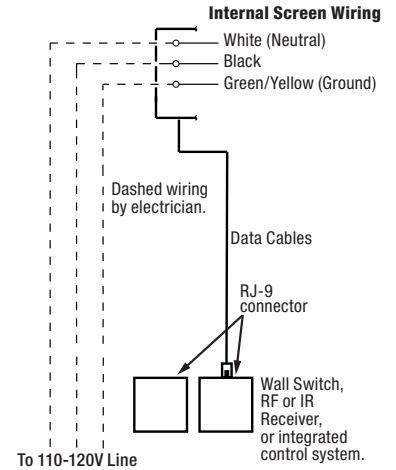 Internal Screen Wiring
White (Neutral)
Black
Green/Yellow (Ground)
Dashed wiring
by electrician.
Data Cables
RJ-9
connector
Wall Switch,
RF or IR
Receiver,
or integrated
control system.
To 110-120V Line